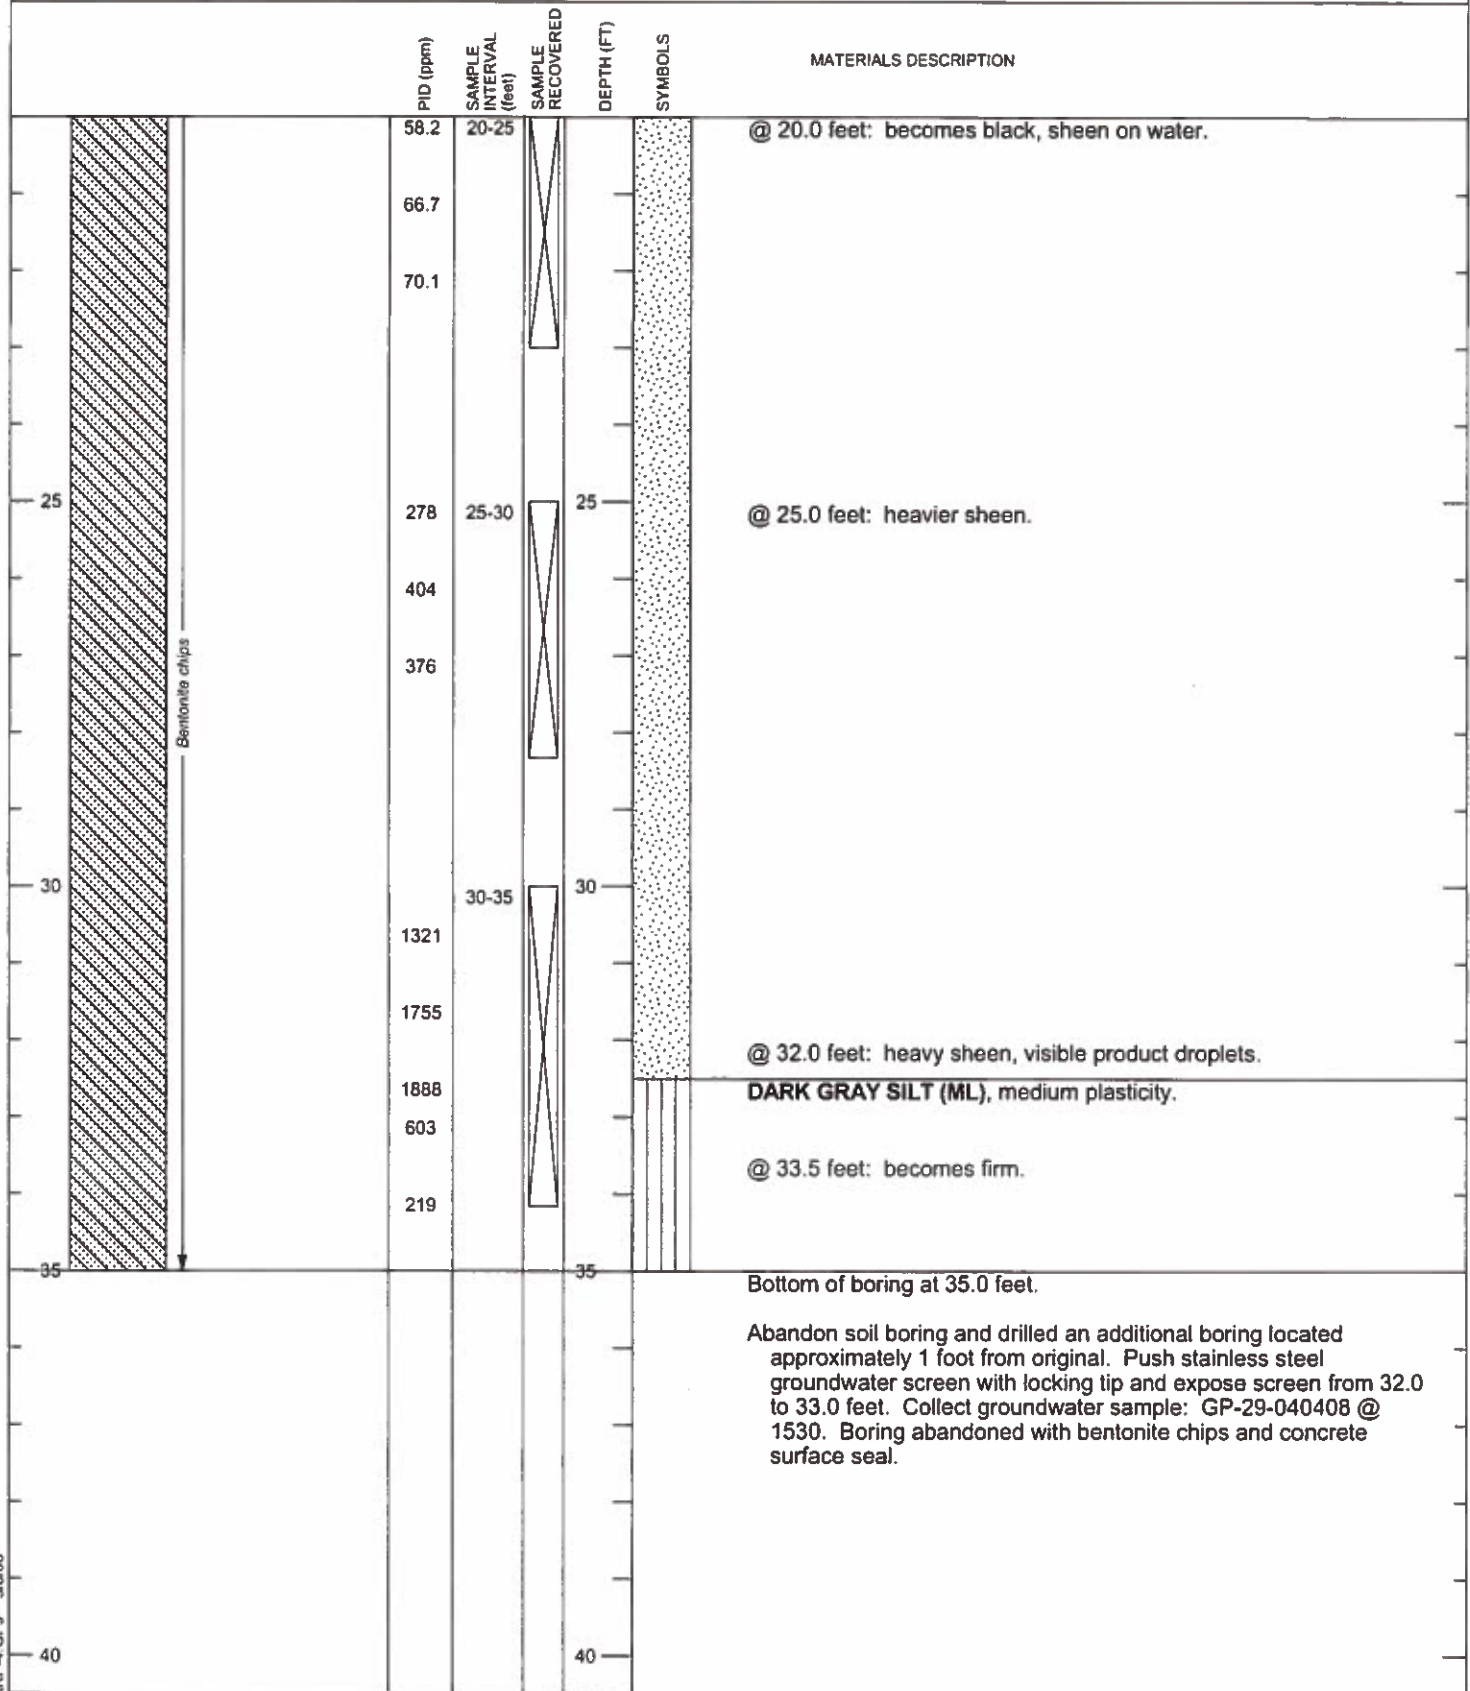 PID (ppm)
SAMPLE
INTERVAL
(feet)
SAMPLE
RECOVERED
DEPTH (FT)
SYMBOLS
MATERIALS DESCRIPTION
58.2 20-25 @ 20.0 feet: becomes black, sheen on water.
66.7
70.1
25 278 25-30 25 @ 25.0 feet: heavier sheen.
404
Bentonite chips
376
30 30
30-35
1321
1755
@ 32.0 feet: heavy sheen, visible product droplets.
1888 DARK GRAY SILT (ML), medium plasticity.
603
@ 33.5 feet: becomes firm.
219
35 35
Bottom of boring at 35.0 feet.
Abandon soil boring and drilled an additional boring located
approximately 1 foot from original. Push stainless steel
groundwater screen with locking tip and expose screen from 32.0
to 33.0 feet. Collect groundwater sample: GP-29-040408 @
1530. Boring abandoned with bentonite chips and concrete
surface seal.
40 40